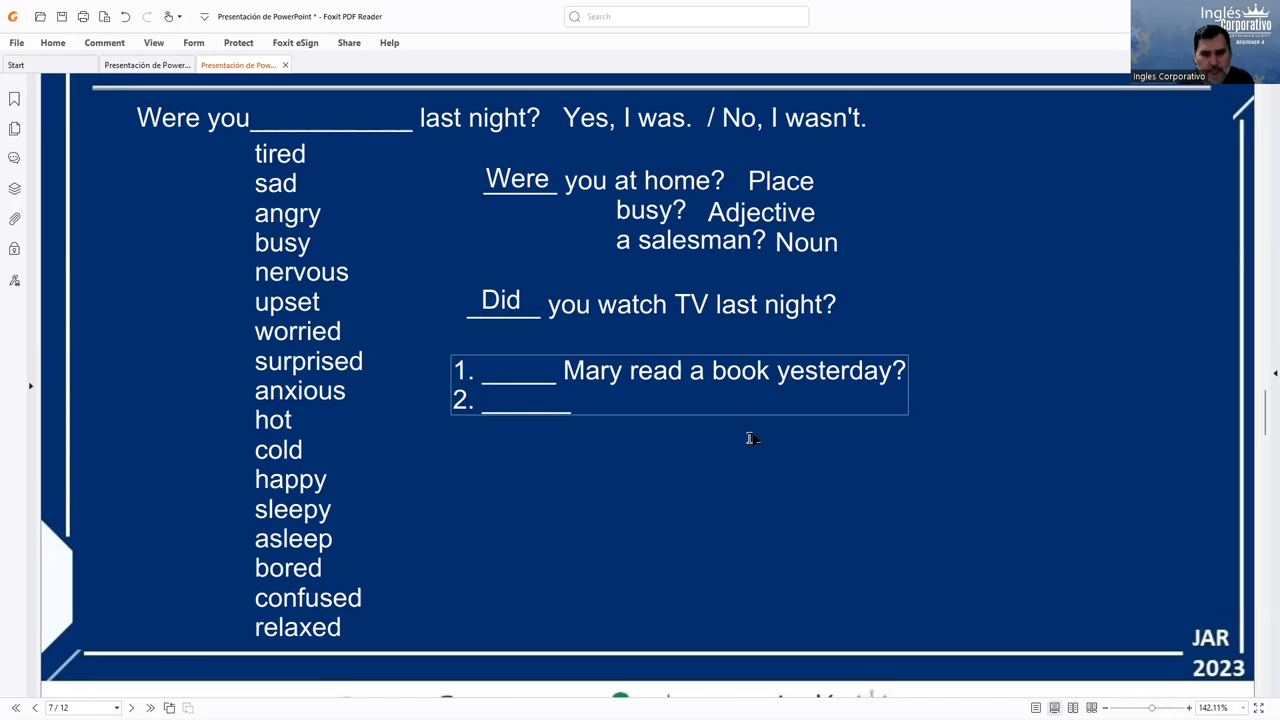 Presentación de PowerPoint * - Foxit PDF Reader
Search
File Home Comment View Form Protect Foxit eSign Share Help
Start Presentación de Power... Presentación de Pow...
Inglés
Corporativo
BEGINNER 4
Ingles Corporativo
Were you___________ last night? Yes, I was. / No, I wasn't.
tired
sad
angry
busy
nervous
upset
worried
surprised
anxious
hot
cold
happy
sleepy
asleep
bored
confused
relaxed
Were you at home? Place
busy? Adjective
a salesman? Noun
Did you watch TV last night?
1. _____ Mary read a book yesterday?
2. ______
JAR
2023
7 / 12
142.11%